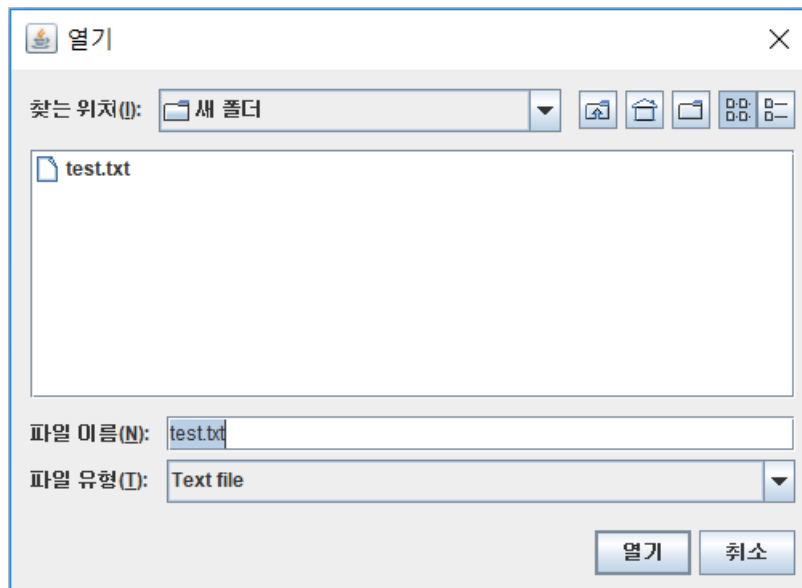 열기
찾는 위치(I): 새 폴더
test.txt
파일 이름(N): test.txt
파일 유형(T): Text file
열기 취소